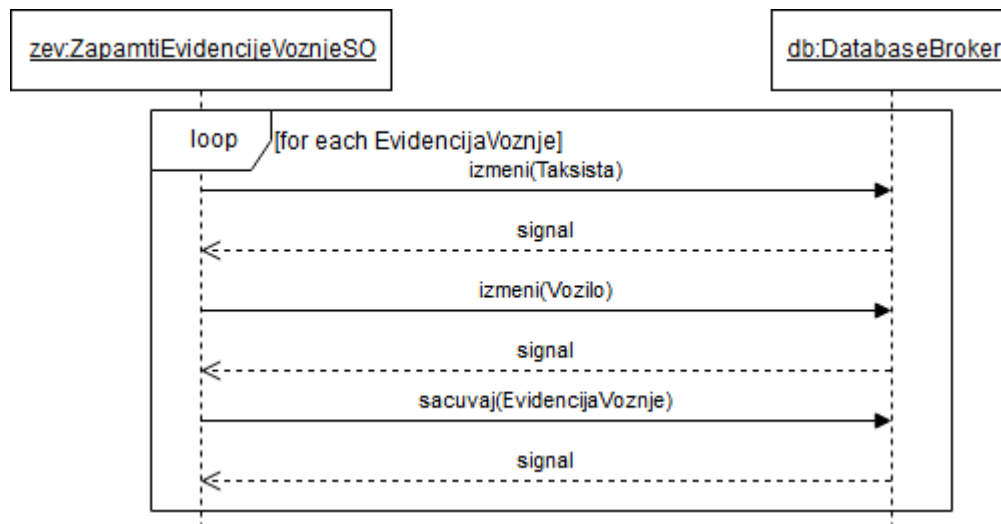 zev:ZapamtiEvidencijeVoznjeSO
db:DatabaseBroker
loop
[for each EvidencijaVoznje]
izmeni(Taksista)
signal
izmeni(Vozilo)
signal
sacuvaj(EvidencijaVoznje)
signal